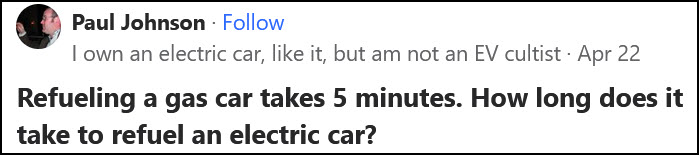 Paul Johnson · Follow
I own an electric car, like it, but am not an EV cultist · Apr 22
Refueling a gas car takes 5 minutes. How long does it
take to refuel an electric car?